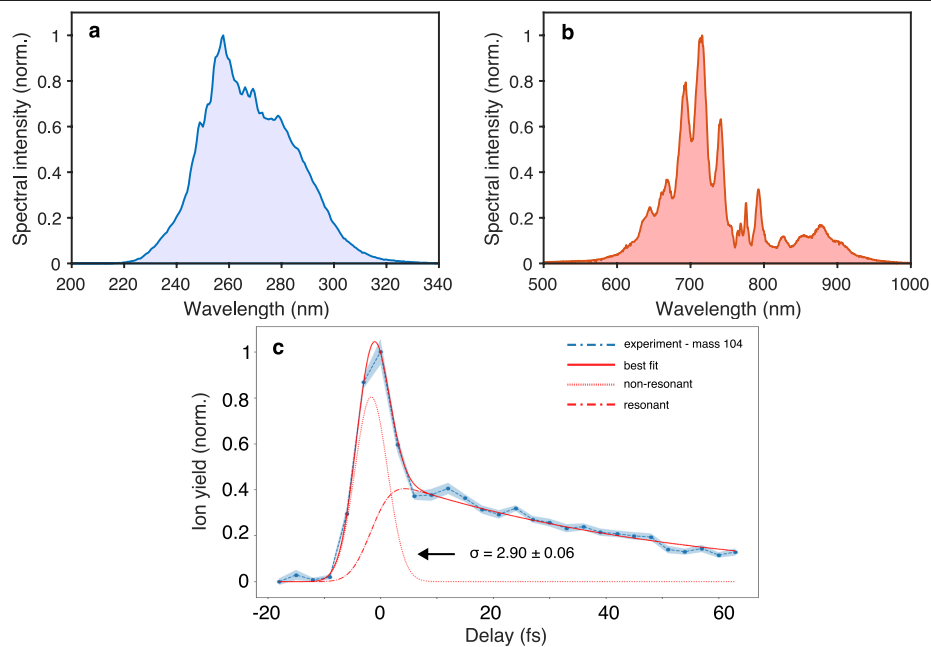 a
Spectral intensity (norm.)
1
0.8
0.6
0.4
0.2
0
200 220 240 260 280 300 320 340
Wavelength (nm)
b
Spectral intensity (norm.)
1
0.8
0.6
0.4
0.2
0
500 600 700 800 900 1000
Wavelength (nm)
c
Ion yield (norm.)
1
0.8
0.6
0.4
0.2
0
experiment - mass 104
best fit
non-resonant
resonant
σ = 2.90 ± 0.06
-20 0 20 40 60
Delay (fs)